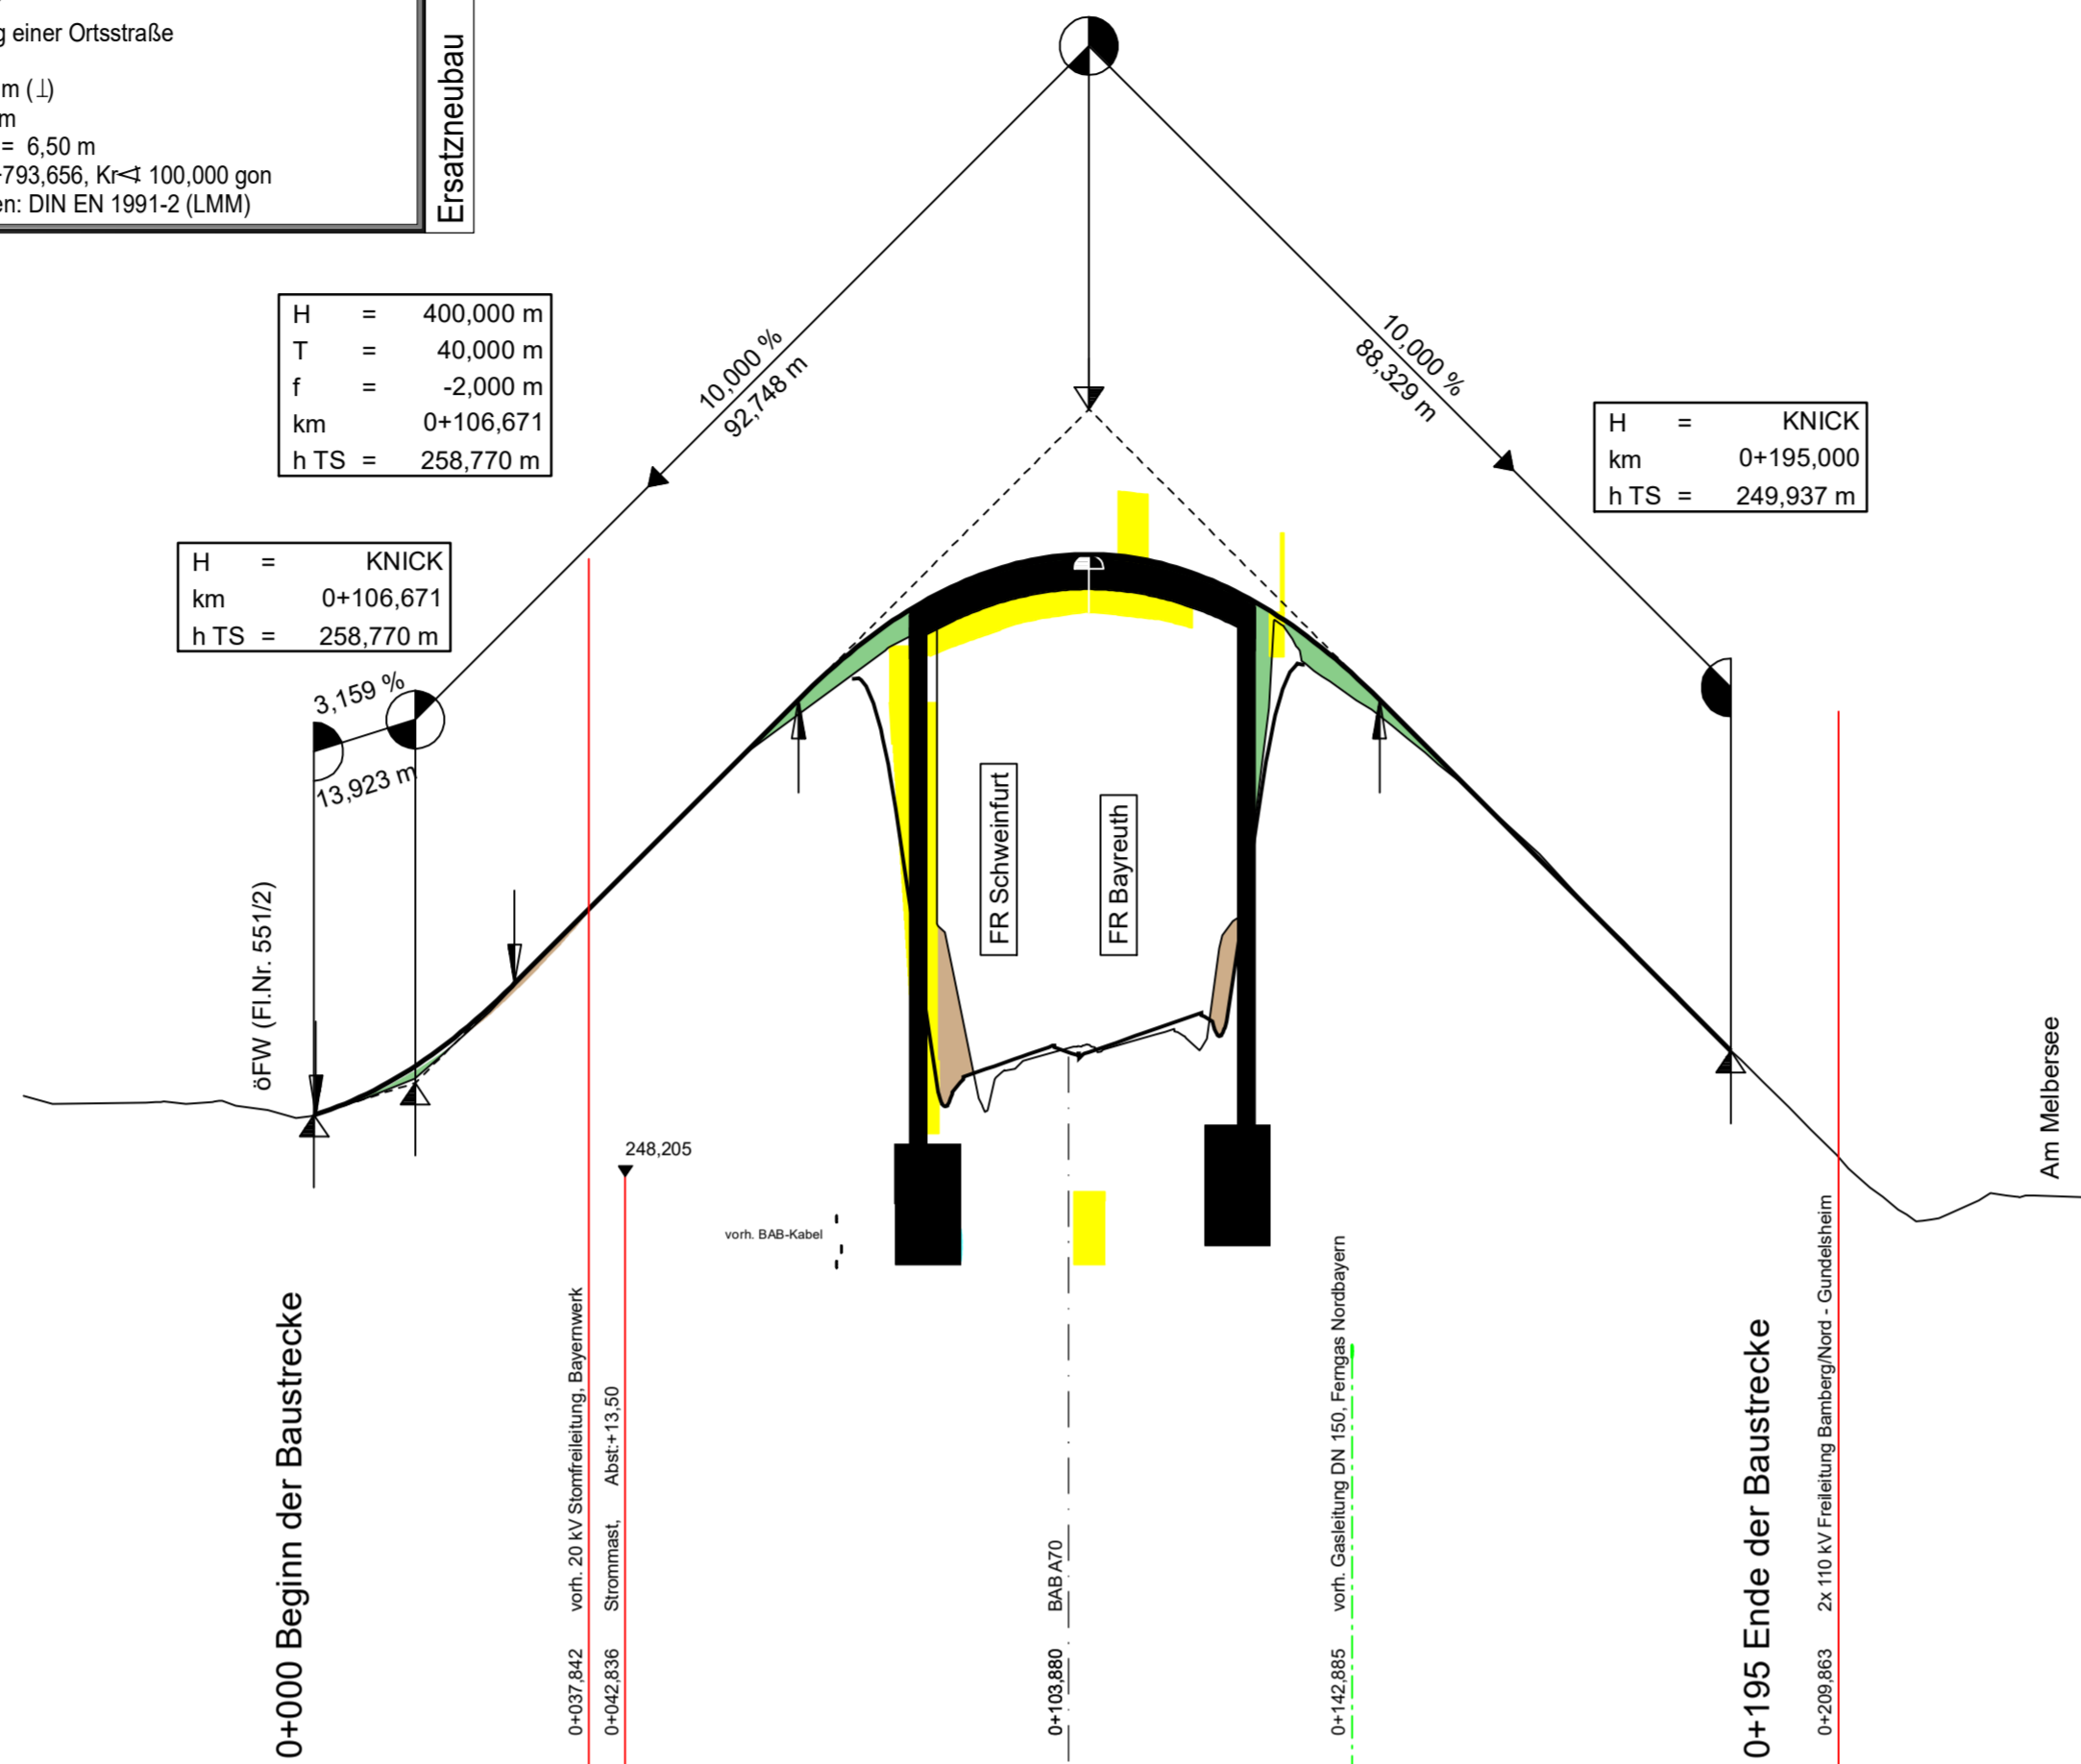 g einer Ortsstraße
m (⊥)
m
= 6,50 m
793,656, Kr∢ 100,000 gon
en: DIN EN 1991-2 (LMM)
Ersatzneubau
H = 400,000 m
T = 40,000 m
f = -2,000 m
km 0+106,671
h TS = 258,770 m
10,000 %
92,748 m
10,000 %
88,329 m
H = KNICK
km 0+195,000
h TS = 249,937 m
H = KNICK
km 0+106,671
h TS = 258,770 m
3,159 %
13,923 m
FR Schweinfurt
FR Bayreuth
öFW (Fl.Nr. 551/2)
Am Melbersee
248,205
vorh. BAB-Kabel
0+000 Beginn der Baustrecke
0+037,842 vorh. 20 kV Stomfreileitung, Bayernwerk
0+042,836 Strommast, Abst:+13,50
0+103,880 BAB A70
0+142,885 vorh. Gasleitung DN 150, Ferngas Nordbayern
0+195 Ende der Baustrecke
0+209,863 2x 110 kV Freileitung Bamberg/Nord - Gundelsheim